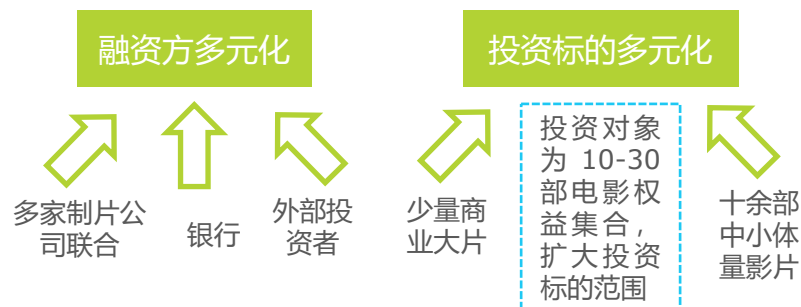 融资方多元化
多家制片公
司联合
银行
外部投
资者
投资标的多元化
少量商
业大片
投资对象
为 10-30
部电影权
益集合，
扩大投资
标的范围
十余部
中小体
量影片